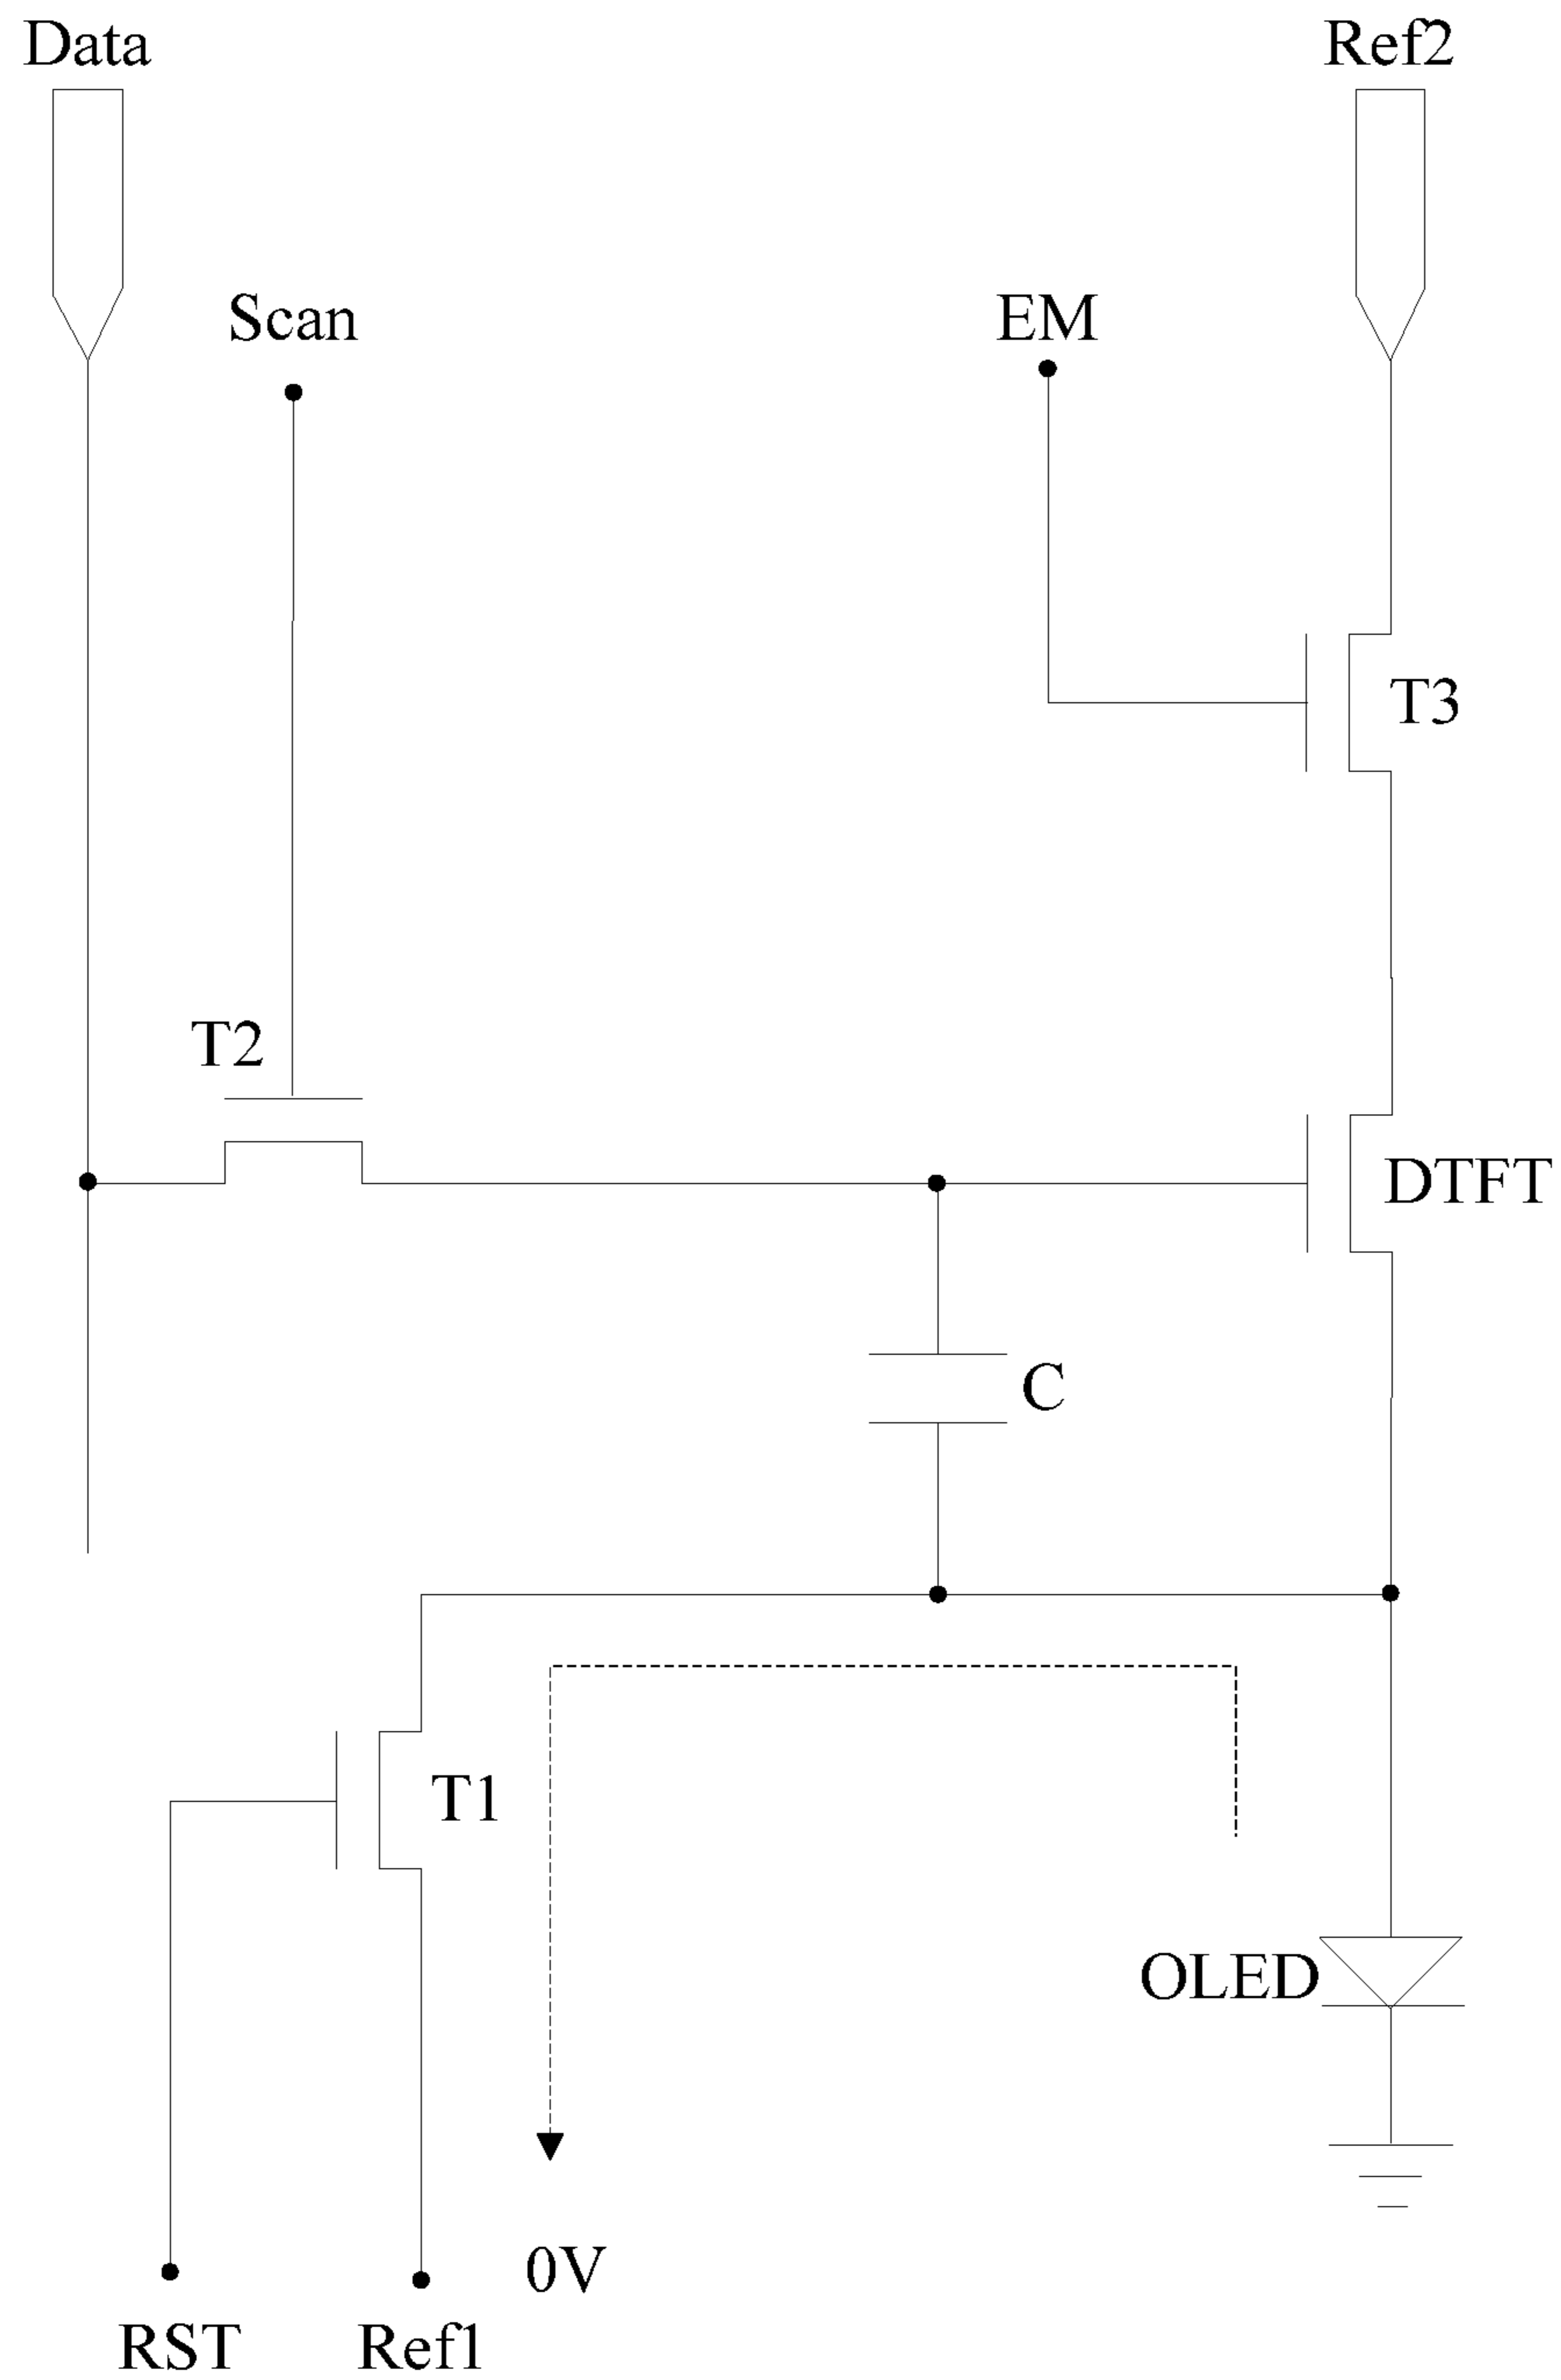 Data
Ref2
Scan
EM
T3
T2
DTFT
C
T1
OLED
0V
RST
Ref1